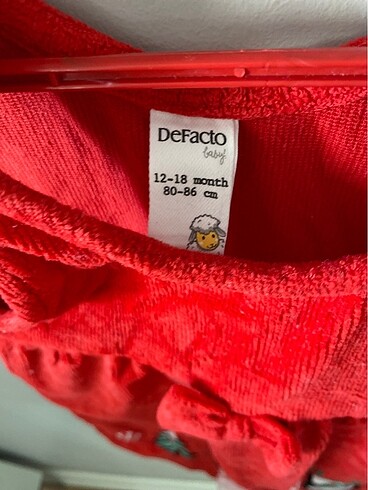 DeFacto
baby
12-18 month
80-86 cm